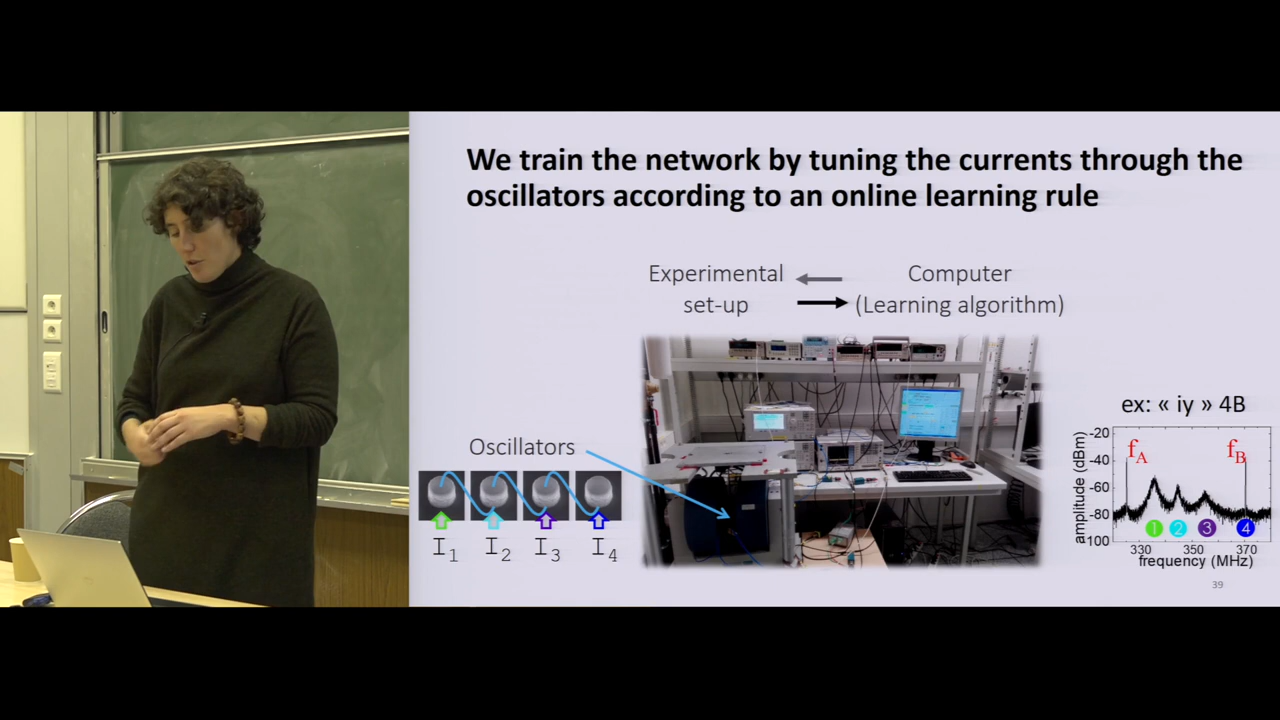 We train the network by tuning the currents through the
oscillators according to an online learning rule
Experimental
set-up
Computer
(Learning algorithm)
Oscillators
I1 I2 I3 I4
ex: « iy » 4B
fA fB
amplitude (dBm)
-20
-40
-60
-80
100
1 2 3 4
330 350 370
frequency (MHz)
39